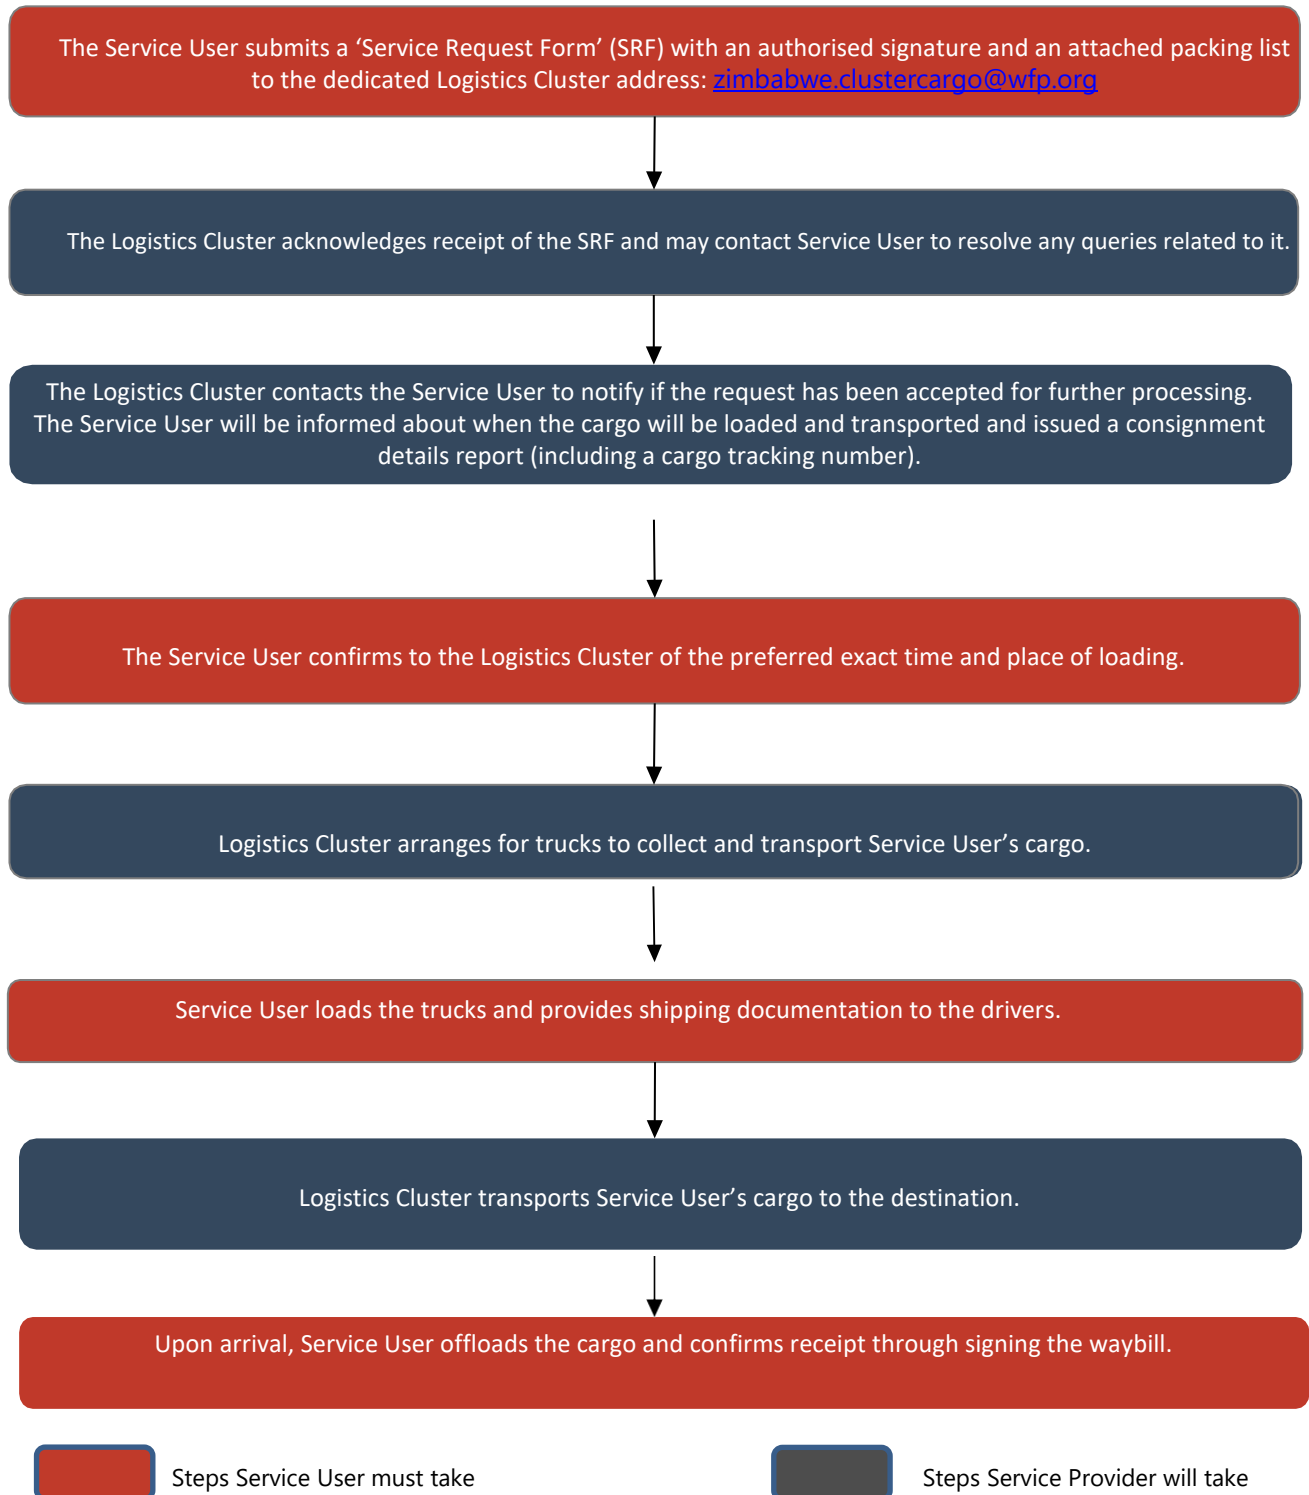 The Service User submits a ‘Service Request Form’ (SRF) with an authorised signature and an attached packing list
to the dedicated Logistics Cluster address: zimbabwe.clustercargo@wfp.org
The Logistics Cluster acknowledges receipt of the SRF and may contact Service User to resolve any queries related to it.
The Logistics Cluster contacts the Service User to notify if the request has been accepted for further processing.
The Service User will be informed about when the cargo will be loaded and transported and issued a consignment
details report (including a cargo tracking number).
The Service User confirms to the Logistics Cluster of the preferred exact time and place of loading.
Logistics Cluster arranges for trucks to collect and transport Service User’s cargo.
Service User loads the trucks and provides shipping documentation to the drivers.
Logistics Cluster transports Service User’s cargo to the destination.
Upon arrival, Service User offloads the cargo and confirms receipt through signing the waybill.
Steps Service User must take
Steps Service Provider will take